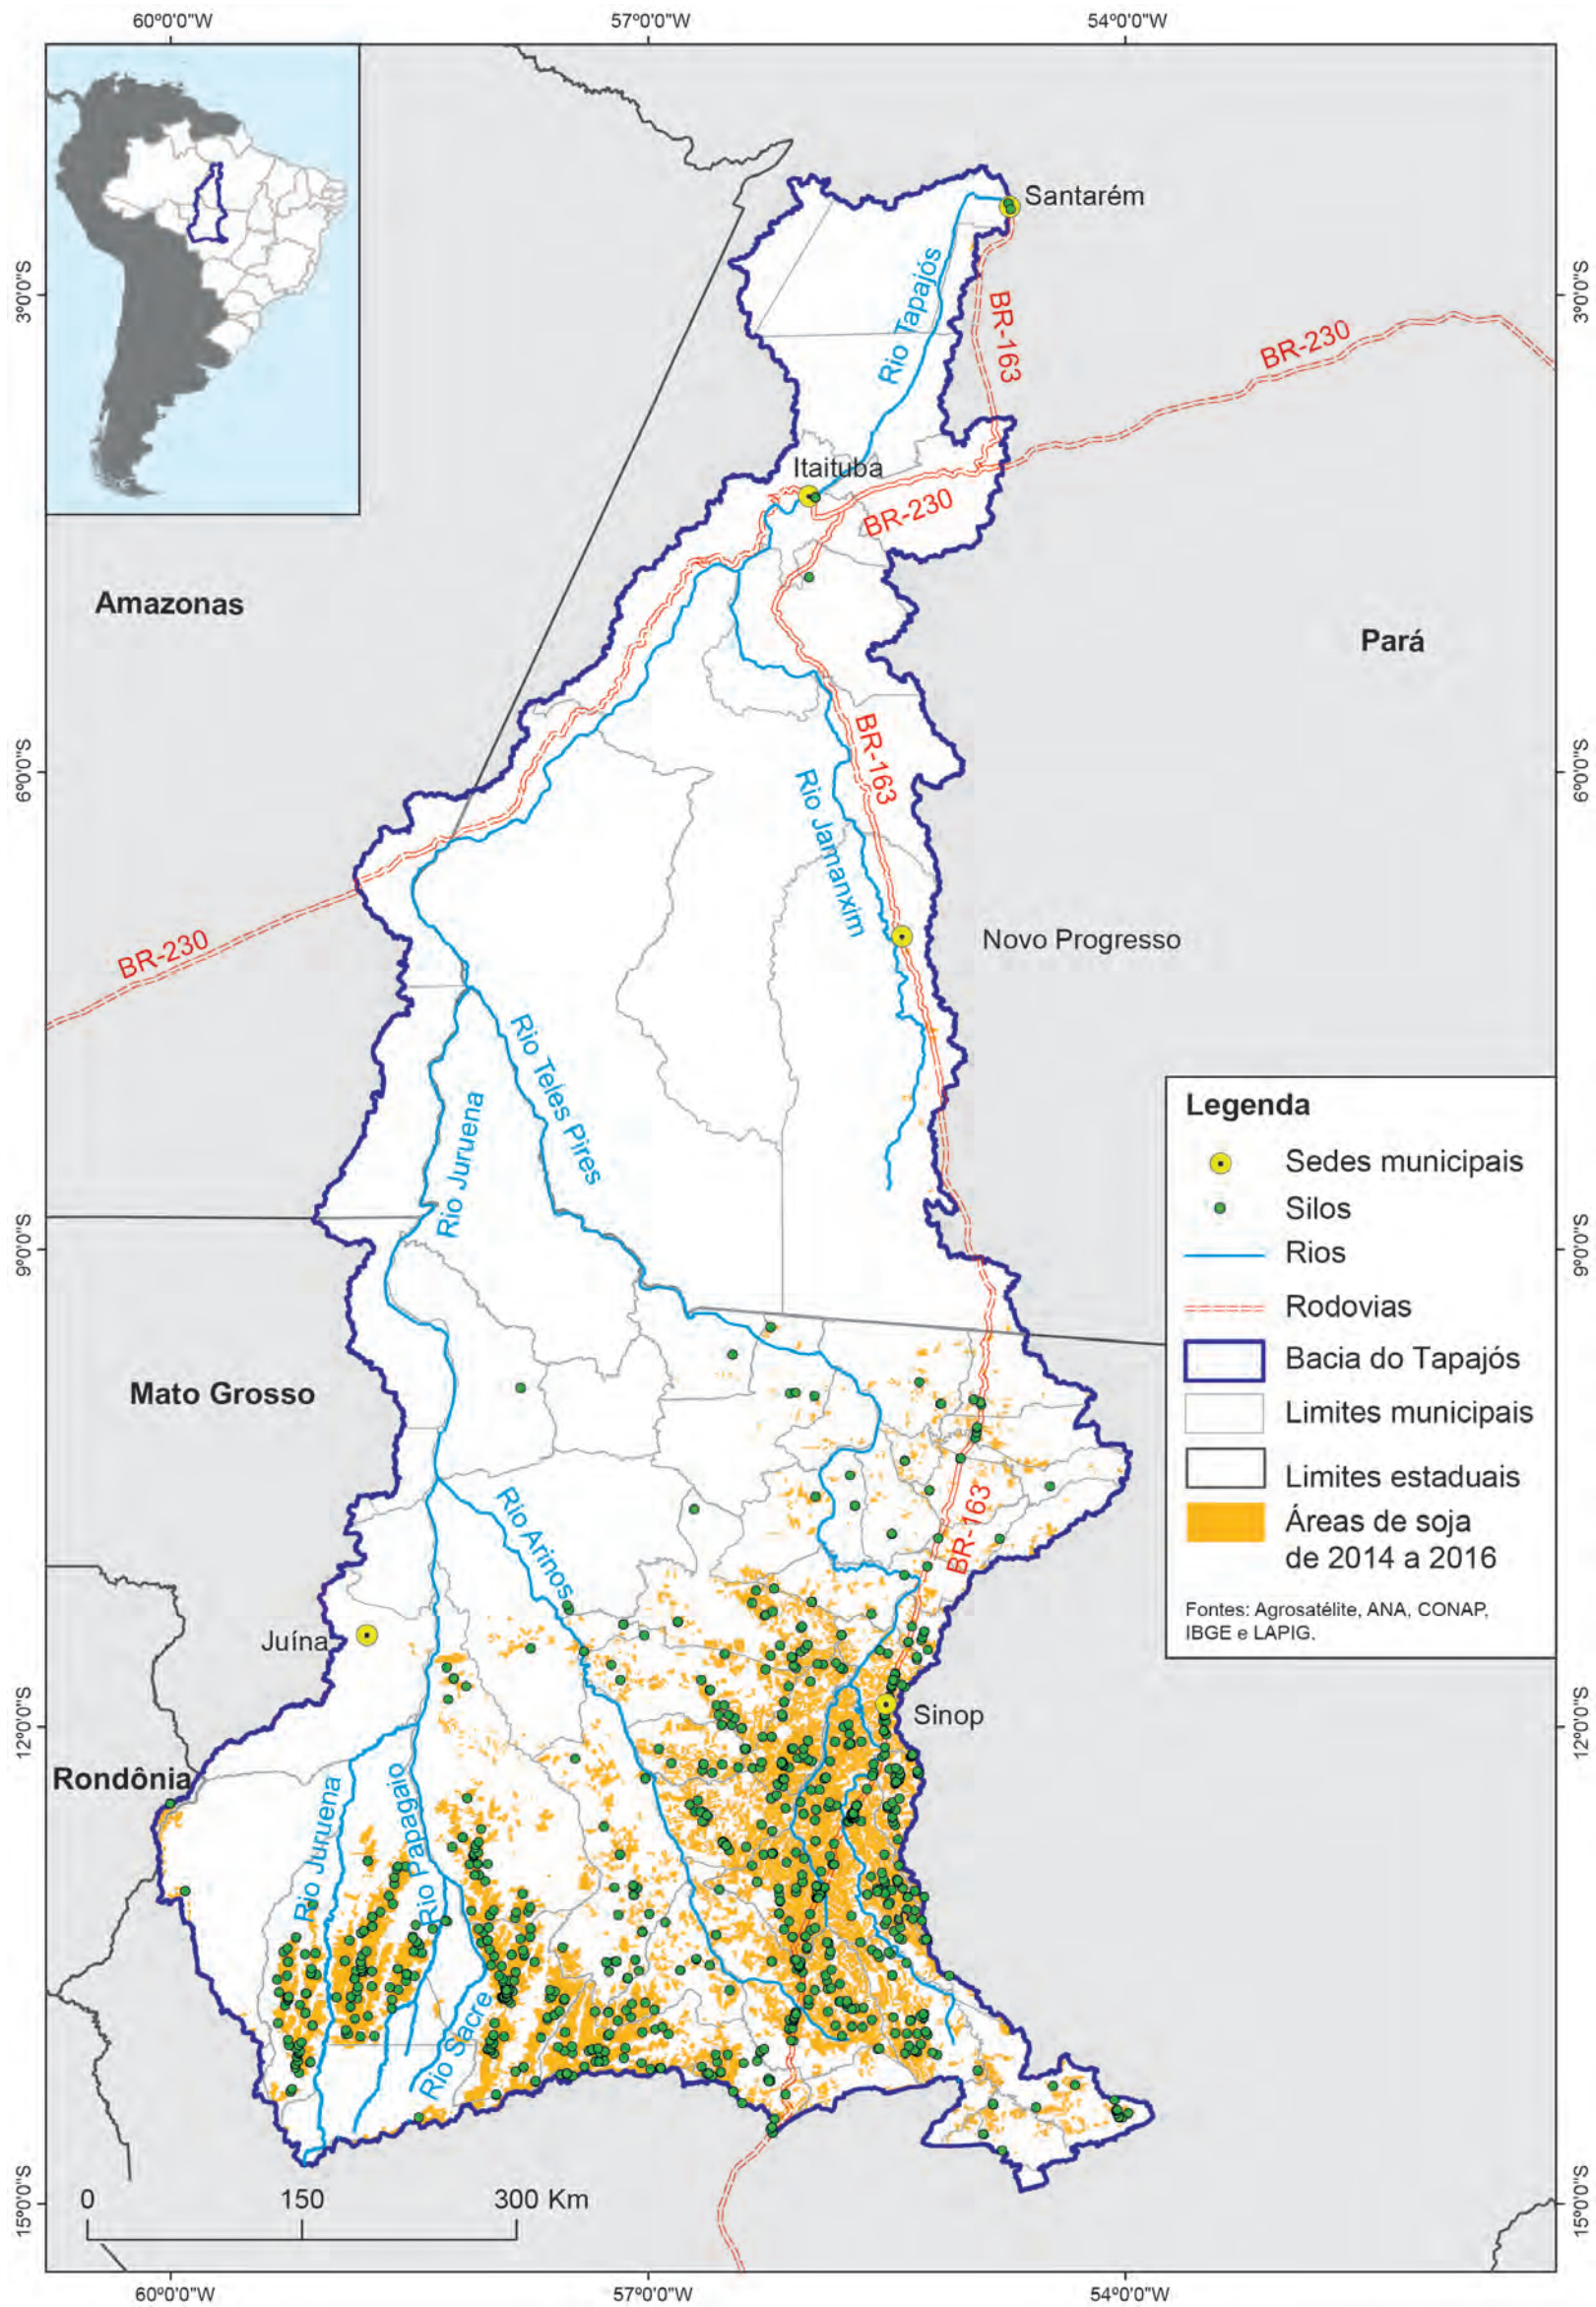 60°0'0"W
57°0'0"W
54°0'0"W
Santarém
3°0'0"S
3°0'0"S
Rio Tapajós
BR-163
BR-230
Itaituba
BR-230
Amazonas
Pará
BR-163
6°0'0"S
6°0'0"S
Rio Jamanxim
BR-230
Novo Progresso
Rio Teles Pires
Rio Juruena
Legenda
Sedes municipais
Silos
Rios
Rodovias
Bacia do Tapajós
Limites municipais
Limites estaduais
Áreas de soja
de 2014 a 2016
Fontes: Agrosatélite, ANA, CONAP,
IBGE e LAPIG.
9°0'0"S
9°0'0"S
Mato Grosso
Rio Arinos
BR-163
Juína
Sinop
12°0'0"S
12°0'0"S
Rondônia
Rio Juruena
Rio Papagaio
Rio Sacre
0
150
300 Km
15°0'0"S
15°0'0"S
60°0'0"W
57°0'0"W
54°0'0"W